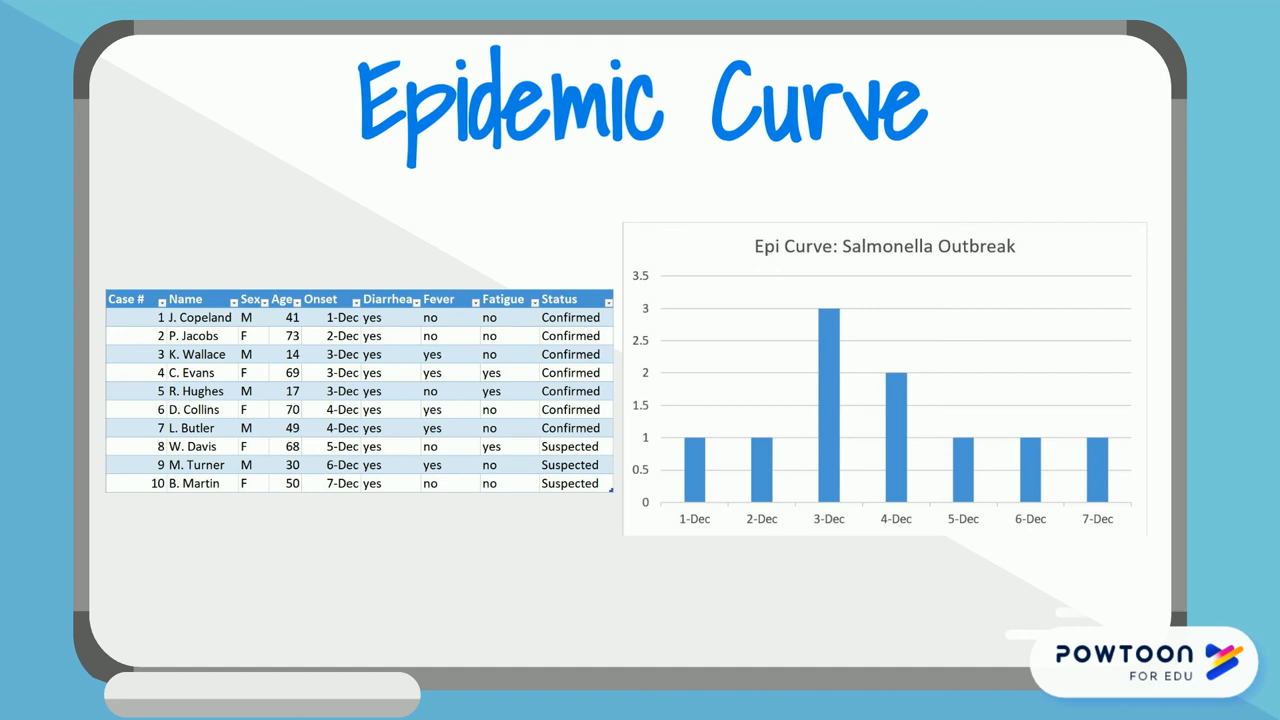 Epidemic Curve
Case # Name Sex Age Onset Diarrhea Fever Fatigue Status
1 J. Copeland M 41 1-Dec yes no no Confirmed
2 P. Jacobs F 73 2-Dec yes no no Confirmed
3 K. Wallace M 14 3-Dec yes yes no Confirmed
4 C. Evans F 69 3-Dec yes yes yes Confirmed
5 R. Hughes M 17 3-Dec yes no yes Confirmed
6 D. Collins F 70 4-Dec yes yes no Confirmed
7 L. Butler M 49 4-Dec yes yes no Confirmed
8 W. Davis F 68 5-Dec yes no yes Suspected
9 M. Turner M 30 6-Dec yes yes no Suspected
10 B. Martin F 50 7-Dec yes no no Suspected
Epi Curve: Salmonella Outbreak
3.5
3
2.5
2
1.5
1
0.5
0
1-Dec 2-Dec 3-Dec 4-Dec 5-Dec 6-Dec 7-Dec
POWTOON
FOR EDU